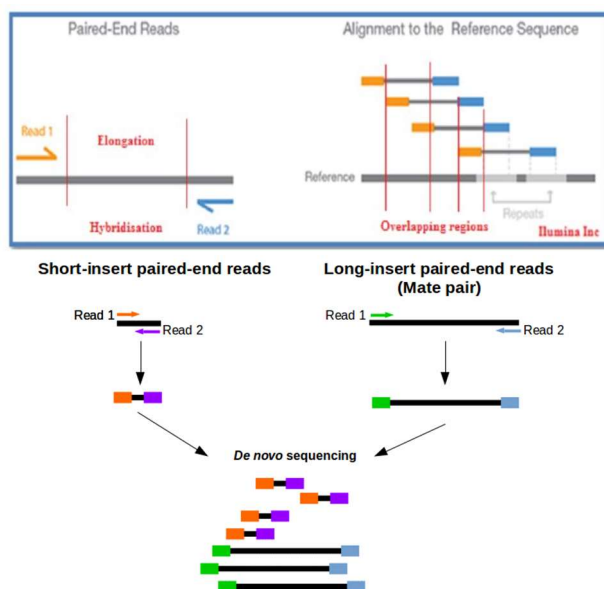 Paired-End Reads
Alignment to the Reference Sequence
Read 1
Elongation
Hybridisation
Read 2
Reference
Repeats
Overlapping regions
Ilumina Inc
Short-insert paired-end reads
Long-insert paired-end reads
(Mate pair)
Read 1
Read 2
Read 1
Read 2
De novo sequencing